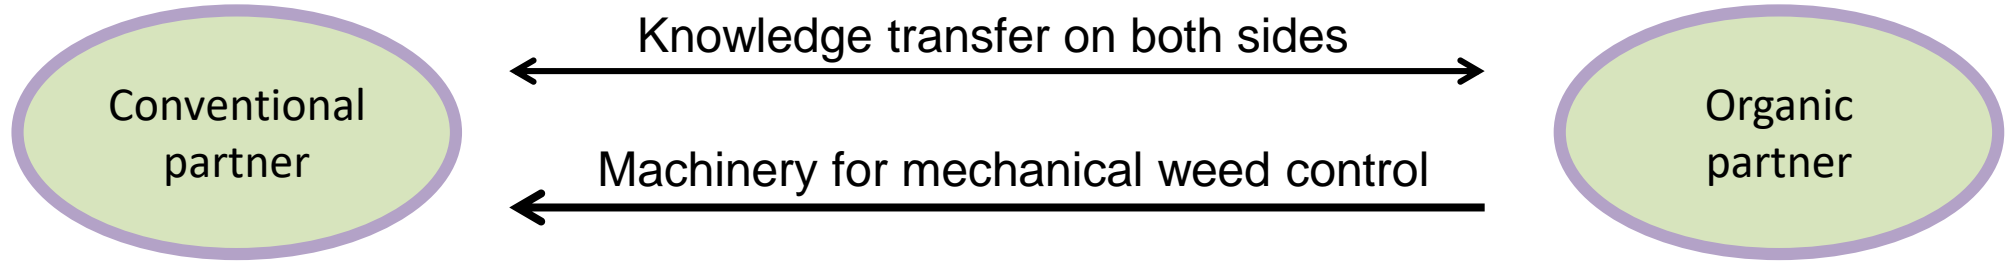 Conventional
partner
Knowledge transfer on both sides
Machinery for mechanical weed control
Organic
partner